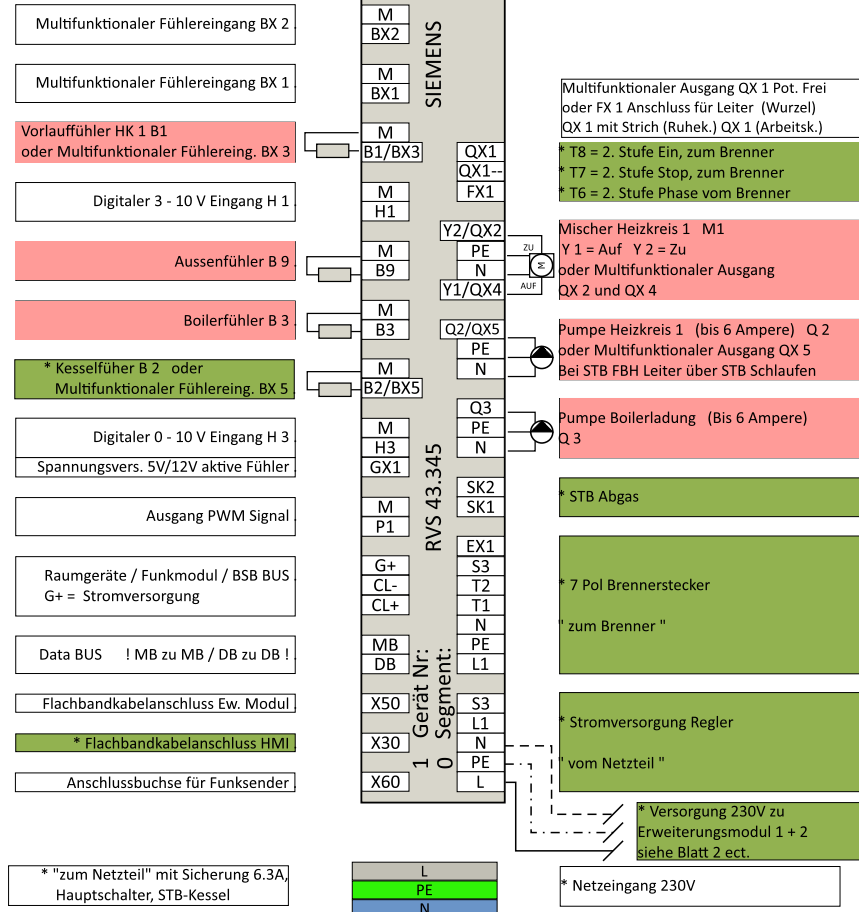 Multifunktionaler Fühlereingang BX 2 .
Multifunktionaler Fühlereingang BX 1 .
Vorlauffühler HK 1 B1
oder Multifunktionaler Fühlereing. BX 3
Digitaler 3 - 10 V Eingang H 1 .
Aussenfühler B 9 .
Boilerfühler B 3 .
* Kesselfüher B 2 oder
Multifunktionaler Fühlereing. BX 5 .
Digitaler 0 - 10 V Eingang H 3 .
Spannungsvers. 5V/12V aktive Fühler .
Ausgang PWM Signal .
Raumgeräte / Funkmodul / BSB BUS .
G+ = Stromversorgung
Data BUS ! MB zu MB / DB zu DB ! .
Flachbandkabelanschluss Ew. Modul .
* Flachbandkabelanschluss HMI .
Anschlussbuchse für Funksender .
* "zum Netzteil" mit Sicherung 6.3A,
Hauptschalter, STB-Kessel
M
BX2
M
BX1
M
B1/BX3
M
H1
M
B9
M
B3
M
B2/BX5
M
H3
GX1
M
P1
G+
CL-
CL+
MB
DB
X50
X30
X60
SIEMENS
RVS 43.345
Gerät Nr:
1
Segment:
0
QX1
QX1--
FX1
Y2/QX2
PE
N
Y1/QX4
Q2/QX5
PE
N
Q3
PE
N
SK2
SK1
EX1
S3
T2
T1
N
PE
L1
S3
L1
N
PE
L
ZU
M
AUF
Multifunktionaler Ausgang QX 1 Pot. Frei
oder FX 1 Anschluss für Leiter (Wurzel)
QX 1 mit Strich (Ruhek.) QX 1 (Arbeitsk.)
* T8 = 2. Stufe Ein, zum Brenner
* T7 = 2. Stufe Stop, zum Brenner
* T6 = 2. Stufe Phase vom Brenner
Mischer Heizkreis 1 M1
Y 1 = Auf Y 2 = Zu
oder Multifunktionaler Ausgang
QX 2 und QX 4
Pumpe Heizkreis 1 (bis 6 Ampere) Q 2
oder Multifunktionaler Ausgang QX 5
Bei STB FBH Leiter über STB Schlaufen
Pumpe Boilerladung (Bis 6 Ampere)
Q 3
* STB Abgas
* 7 Pol Brennerstecker
" zum Brenner "
* Stromversorgung Regler
" vom Netzteil "
* Versorgung 230V zu
Erweiterungsmodul 1 + 2
siehe Blatt 2 ect.
* Netzeingang 230V
L
PE
N